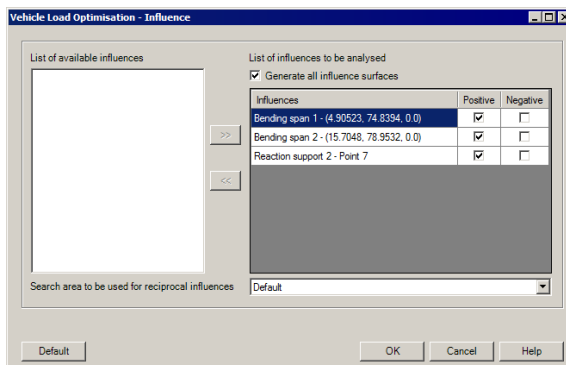 Vehicle Load Optimisation - Influence
List of available influences
List of influences to be analysed
Generate all influence surfaces
Influences Positive Negative
Bending span 1 - (4.90523, 74.8394, 0.0)
Bending span 2 - (15.7048, 78.9532, 0.0)
Reaction support 2 - Point 7
>>
<<
Search area to be used for reciprocal influences Default
Default OK Cancel Help